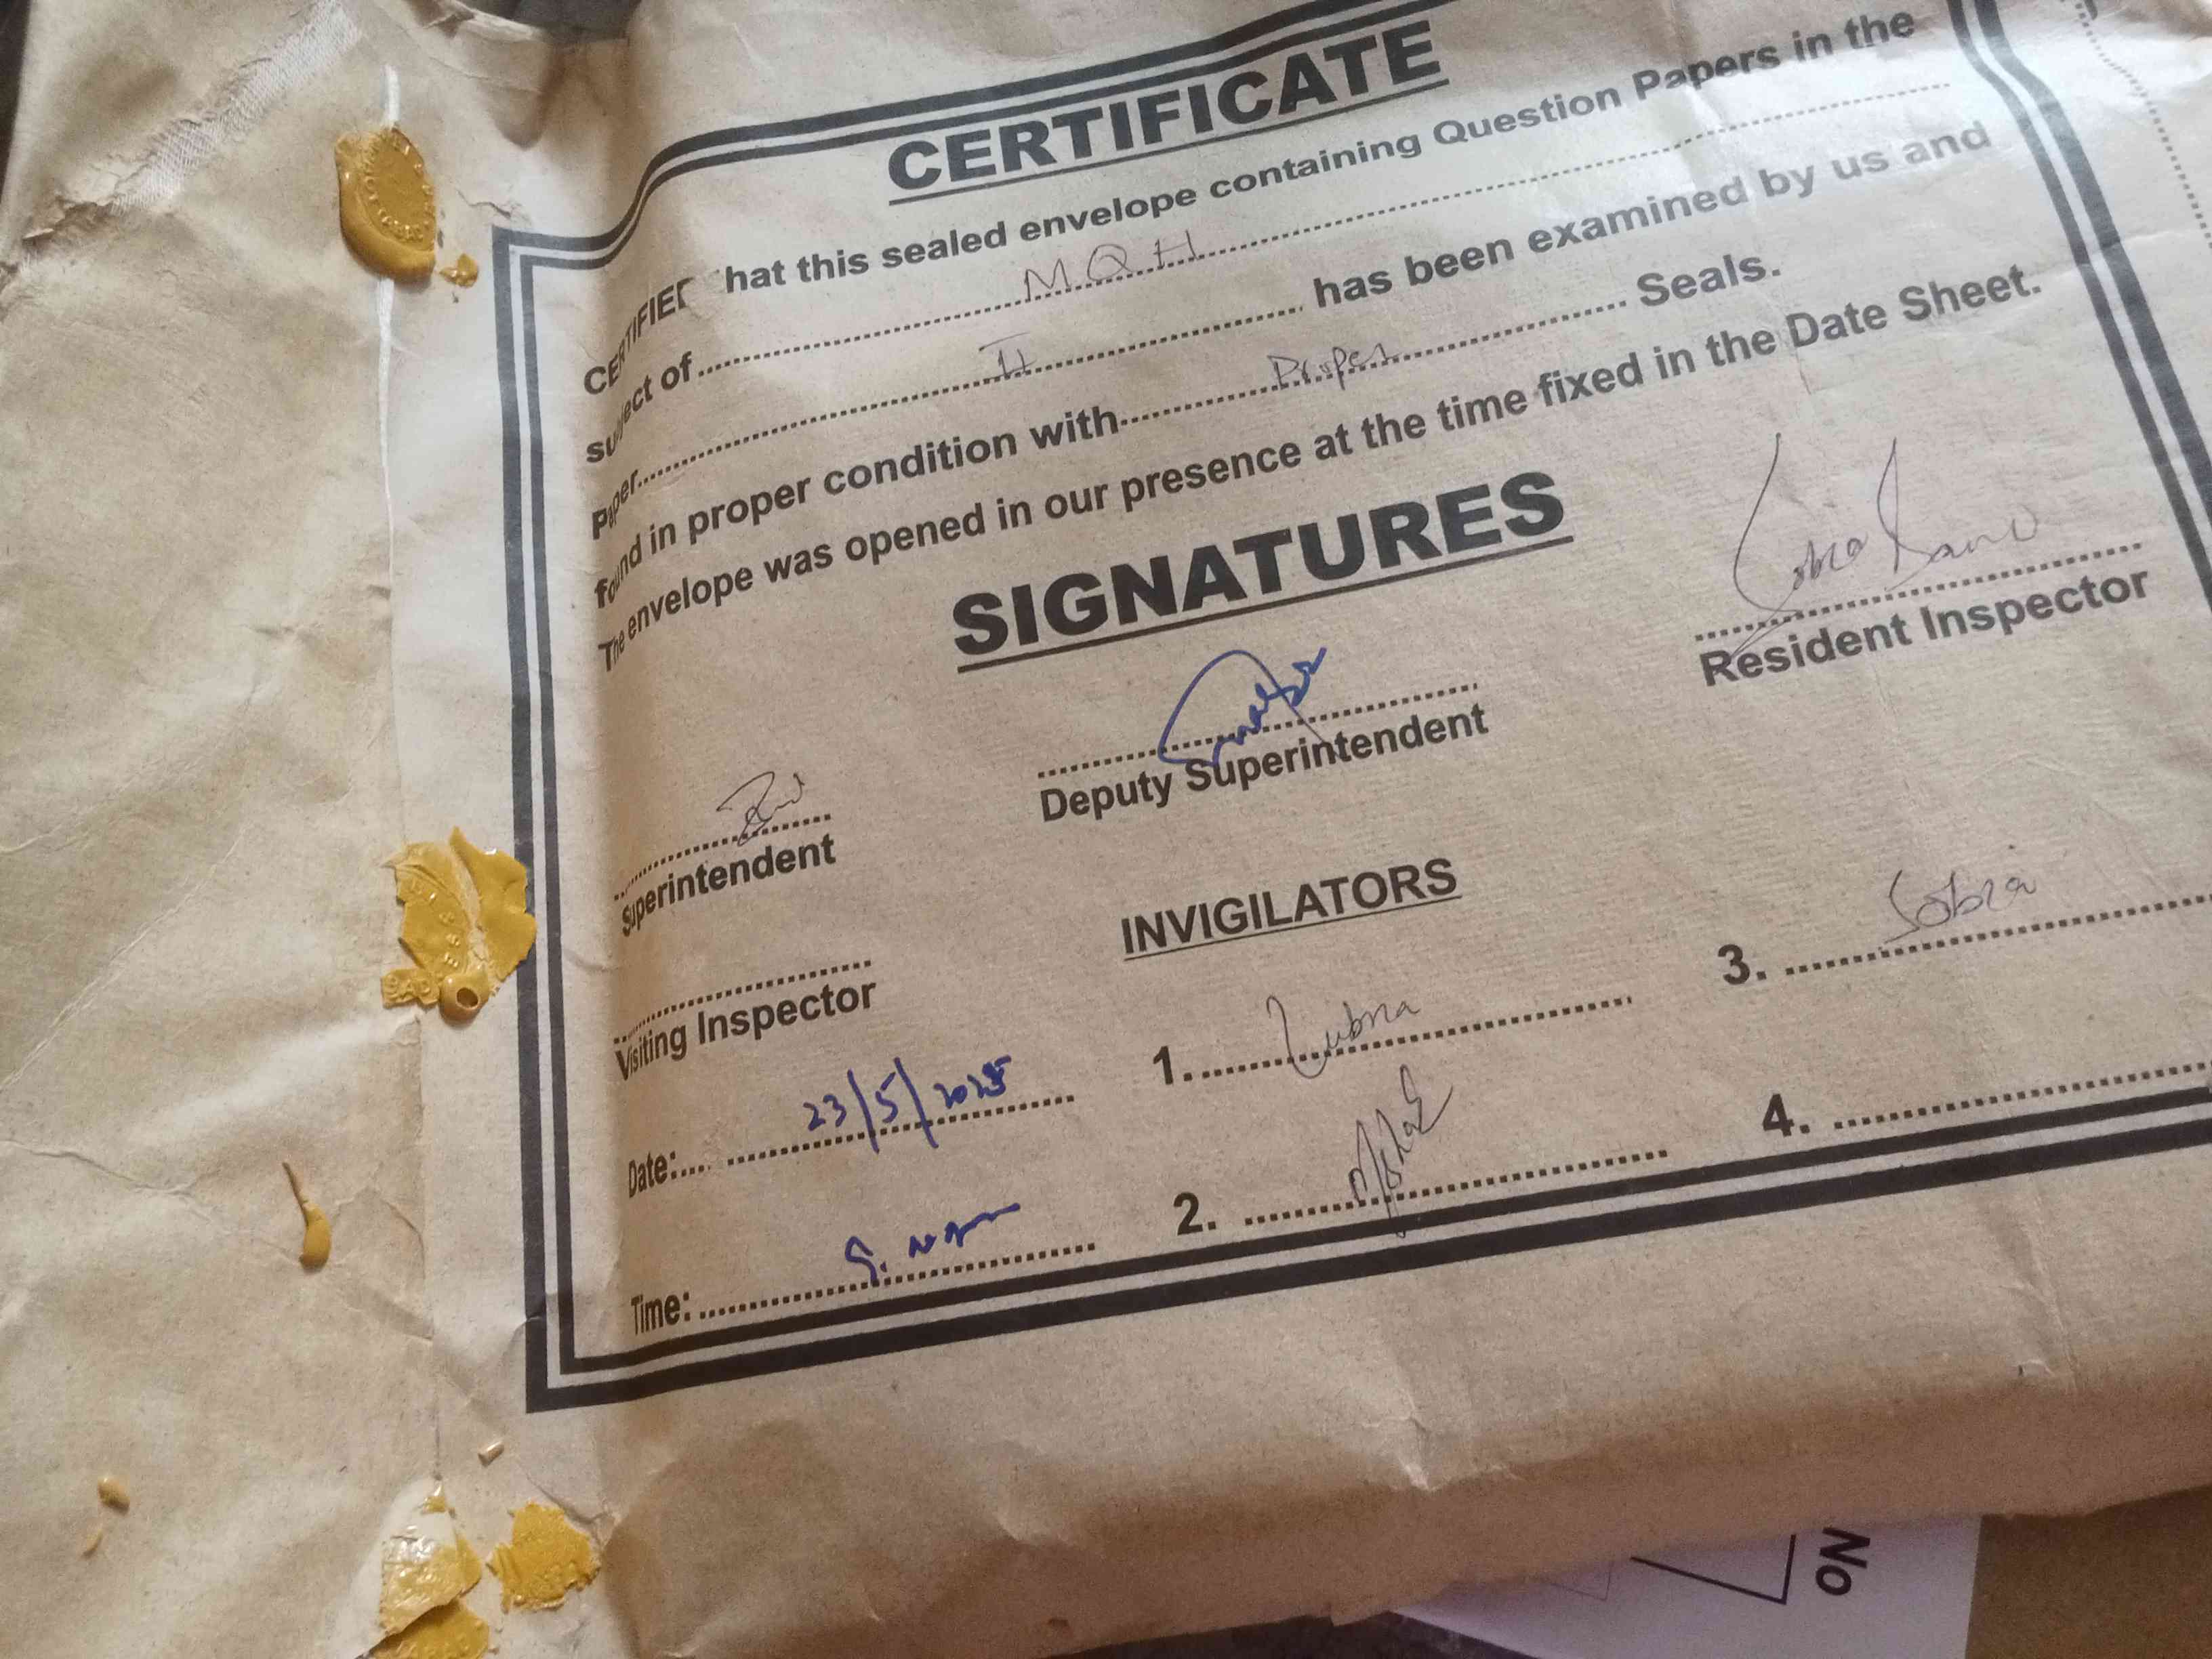 CERTIFICATE
CERTIFIED that this sealed envelope containing Question Papers in the
subject of MQH
Paper II has been examined by us and
found in proper condition with Proper Seals.
The envelope was opened in our presence at the time fixed in the Date Sheet.
SIGNATURES
Superintendent
Deputy Superintendent
Sobia
Resident Inspector
Visiting Inspector
INVIGILATORS
1. Lubna
2.
3. Sobia
4.
Date: 23/5/2025
Time:
No